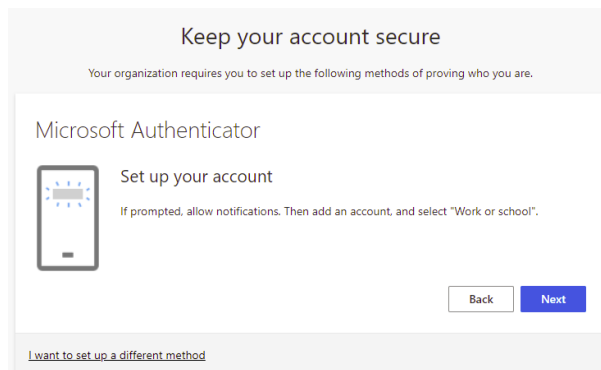 Keep your account secure
Your organization requires you to set up the following methods of proving who you are.
Microsoft Authenticator
Set up your account
If prompted, allow notifications. Then add an account, and select "Work or school".
Back
Next
I want to set up a different method